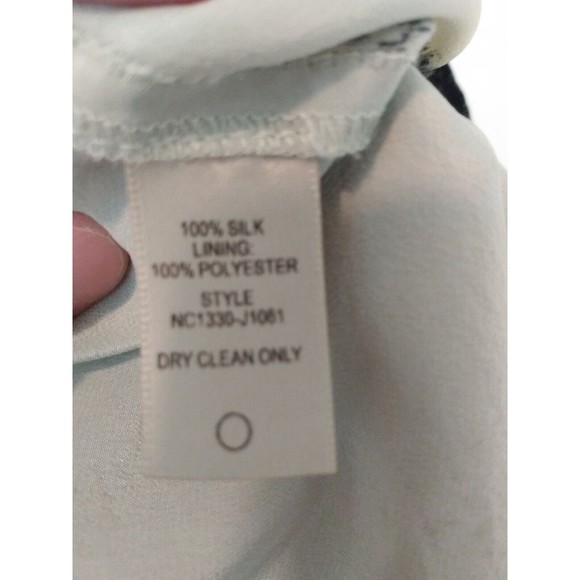 100% SILK
LINING:
100% POLYESTER
STYLE
NC1330-J1061
DRY CLEAN ONLY